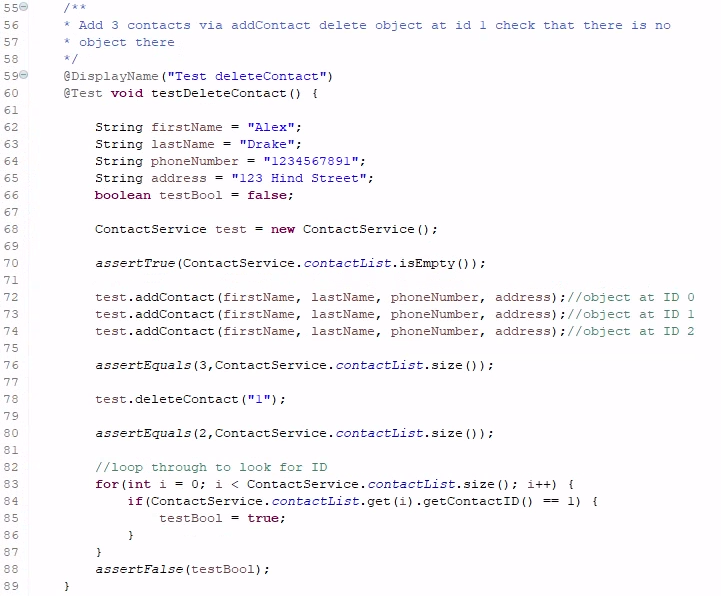 55 /**
56 * Add 3 contacts via addContact delete object at id 1 check that there is no
57 * object there
58 */
59 @DisplayName("Test deleteContact")
60 @Test void testDeleteContact() {
61
62 String firstName = "Alex";
63 String lastName = "Drake";
64 String phoneNumber = "1234567891";
65 String address = "123 Hind Street";
66 boolean testBool = false;
67
68 ContactService test = new ContactService();
69
70 assertTrue(ContactService.contactList.isEmpty());
71
72 test.addContact(firstName, lastName, phoneNumber, address);//object at ID 0
73 test.addContact(firstName, lastName, phoneNumber, address);//object at ID 1
74 test.addContact(firstName, lastName, phoneNumber, address);//object at ID 2
75
76 assertEquals(3,ContactService.contactList.size());
77
78 test.deleteContact("1");
79
80 assertEquals(2,ContactService.contactList.size());
81
82 //loop through to look for ID
83 for(int i = 0; i < ContactService.contactList.size(); i++) {
84 if(ContactService.contactList.get(i).getContactID() == 1) {
85 testBool = true;
86 }
87 }
88 assertFalse(testBool);
89 }